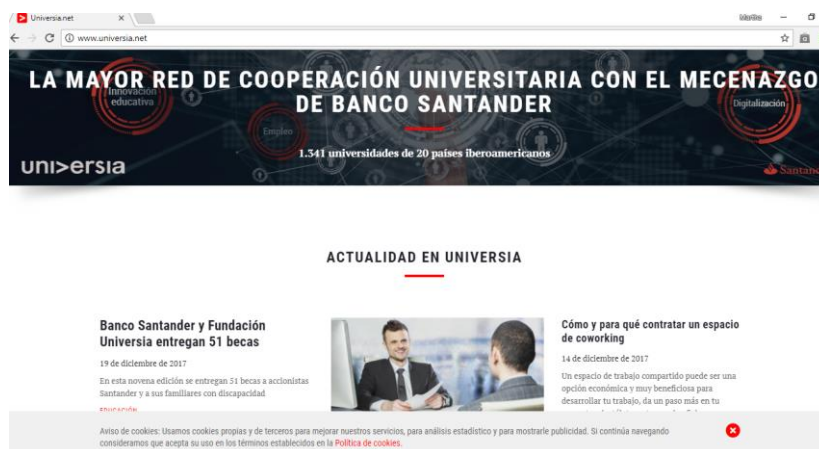 Universia.net
www.universia.net
LA MAYOR RED DE COOPERACIÓN UNIVERSITARIA CON EL MECENAZGO
DE BANCO SANTANDER
Innovación
educativa
Empleo
Digitalización
1.341 universidades de 20 países iberoamericanos
uni>ersia
ACTUALIDAD EN UNIVERSIA
Banco Santander y Fundación
Universia entregan 51 becas
19 de diciembre de 2017
En esta novena edición se entregan 51 becas a accionistas
Santander y a sus familiares con discapacidad
EDUCACIÓN
Cómo y para qué contratar un espacio
de coworking
14 de diciembre de 2017
Un espacio de trabajo compartido puede ser una
opción económica y muy beneficiosa para
desarrollar tu trabajo, da un paso más en tu
Aviso de cookies: Usamos cookies propias y de terceros para mejorar nuestros servicios, para análisis estadístico y para mostrarle publicidad. Si continúa navegando
consideramos que acepta su uso en los términos establecidos en la Política de cookies.